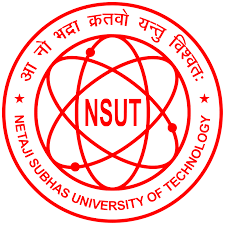 आ नो भद्रा क्रतवो यन्तु विश्वतः
NSUT
NETAJI SUBHAS UNIVERSITY OF TECHNOLOGY